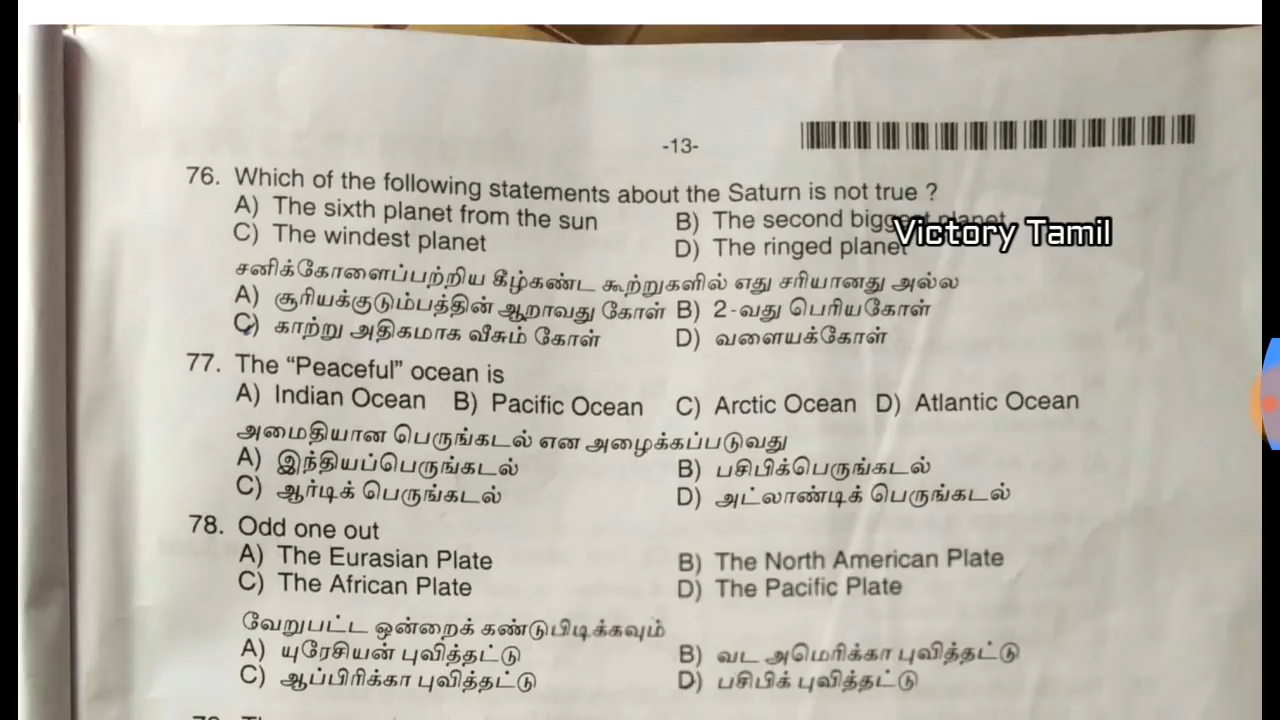 -13-
76. Which of the following statements about the Saturn is not true ?
A) The sixth planet from the sun B) The second biggest planet
C) The windest planet D) The ringed planet
Victory Tamil
சனிக்கோளைப்பற்றிய கீழ்கண்ட கூற்றுகளில் எது சரியானது அல்ல
A) சூரியக்குடும்பத்தின் ஆறாவது கோள் B) 2-வது பெரியகோள்
C) காற்று அதிகமாக வீசும் கோள் D) வளையக்கோள்
77. The “Peaceful” ocean is
A) Indian Ocean B) Pacific Ocean C) Arctic Ocean D) Atlantic Ocean
அமைதியான பெருங்கடல் என அழைக்கப்படுவது
A) இந்தியப்பெருங்கடல் B) பசிபிக்பெருங்கடல்
C) ஆர்டிக் பெருங்கடல் D) அட்லாண்டிக் பெருங்கடல்
78. Odd one out
A) The Eurasian Plate B) The North American Plate
C) The African Plate D) The Pacific Plate
வேறுபட்ட ஒன்றைக் கண்டுபிடிக்கவும்
A) யுரேசியன் புவித்தட்டு B) வட அமெரிக்கா புவித்தட்டு
C) ஆப்பிரிக்கா புவித்தட்டு D) பசிபிக் புவித்தட்டு